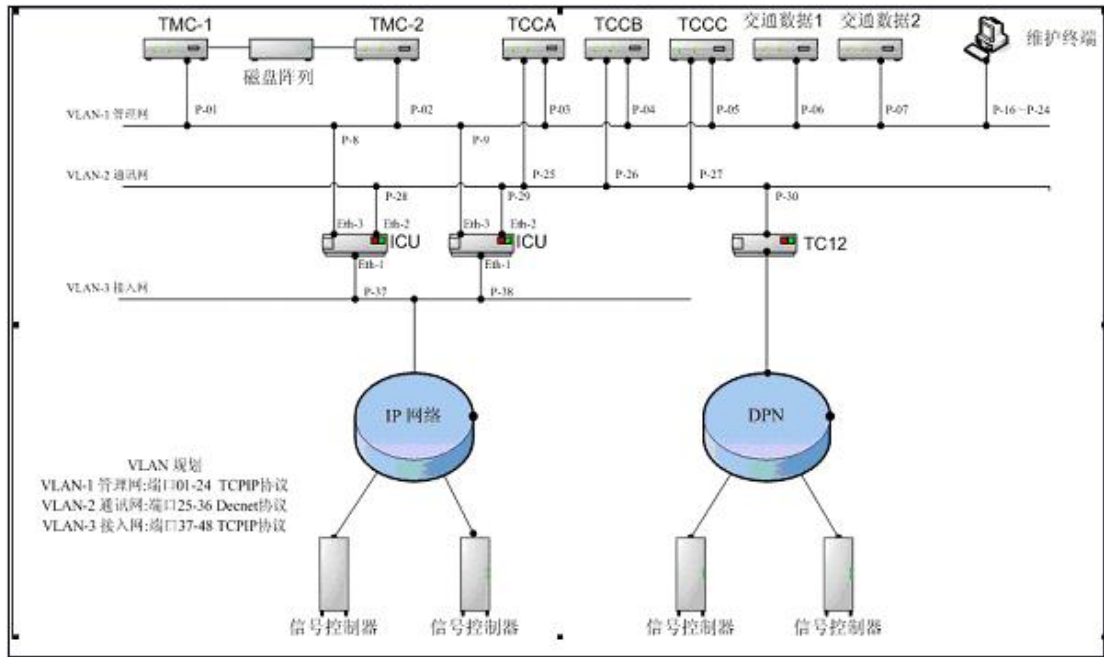 TMC-1
TMC-2
TCCA
TCCB
TCCC
交通数据1
交通数据2
维护终端
磁盘阵列
P-01
P-02
P-03
P-04
P-05
P-06
P-07
P-16~P-24
VLAN-1 管理网
P-8
P-9
VLAN-2 通讯网
P-25
P-26
P-27
P-28
P-29
P-30
Eth-3
Eth-2
ICU
Eth-3
Eth-2
ICU
TC12
Eth-1
Eth-1
VLAN-3 接入网
P-37
P-38
IP 网络
DPN
VLAN 规划
VLAN-1 管理网:端口01-24 TCPIP协议
VLAN-2 通讯网:端口25-36 Decnet协议
VLAN-3 接入网:端口37-48 TCPIP协议
信号控制器
信号控制器
信号控制器
信号控制器